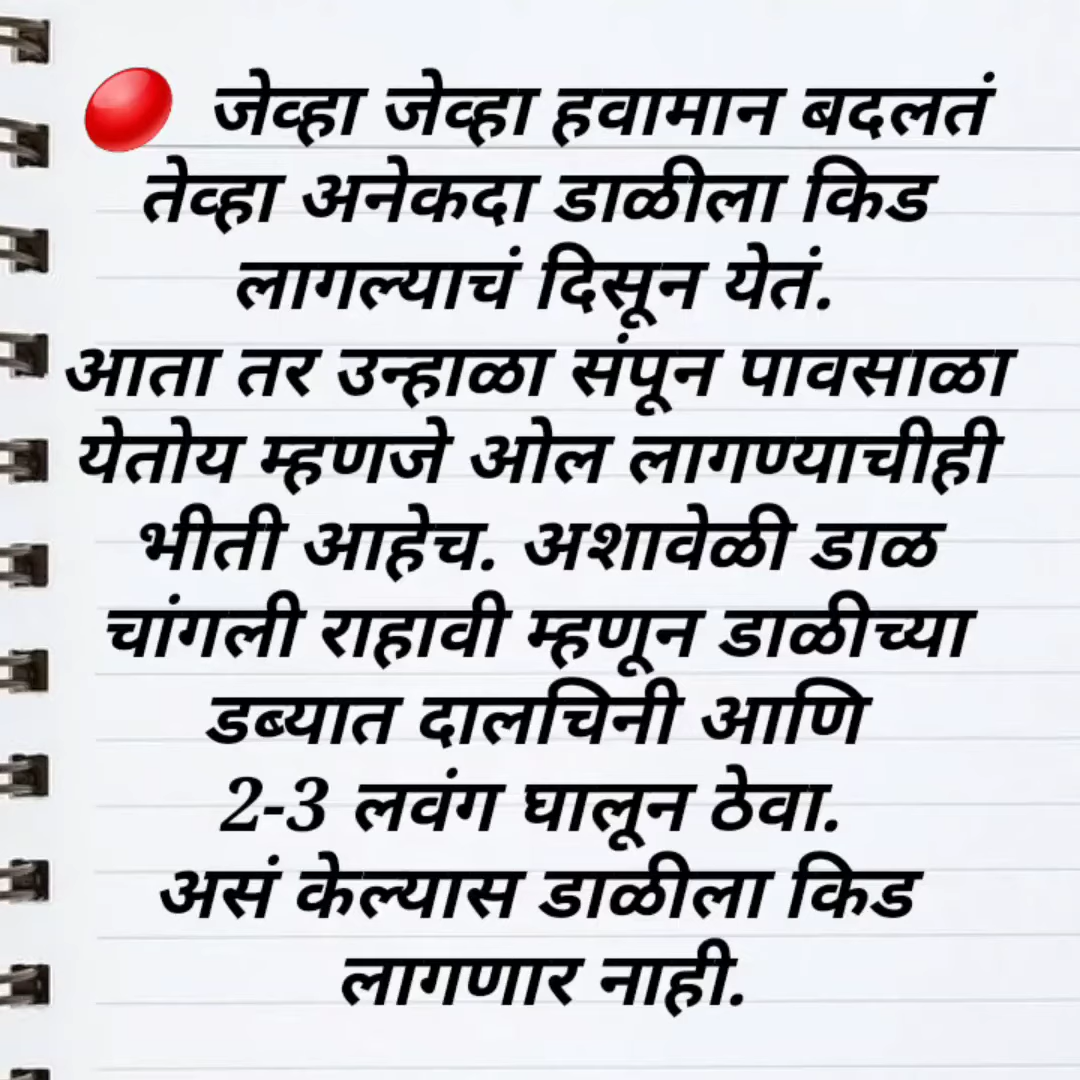 जेव्हा जेव्हा हवामान बदलतं
तेव्हा अनेकदा डाळीला किड
लागल्याचं दिसून येतं.
आता तर उन्हाळा संपून पावसाळा
येतोय म्हणजे ओल लागण्याचीही
भीती आहेच. अशावेळी डाळ
चांगली राहावी म्हणून डाळीच्या
डब्यात दालचिनी आणि
2-3 लवंग घालून ठेवा.
असं केल्यास डाळीला किड
लागणार नाही.